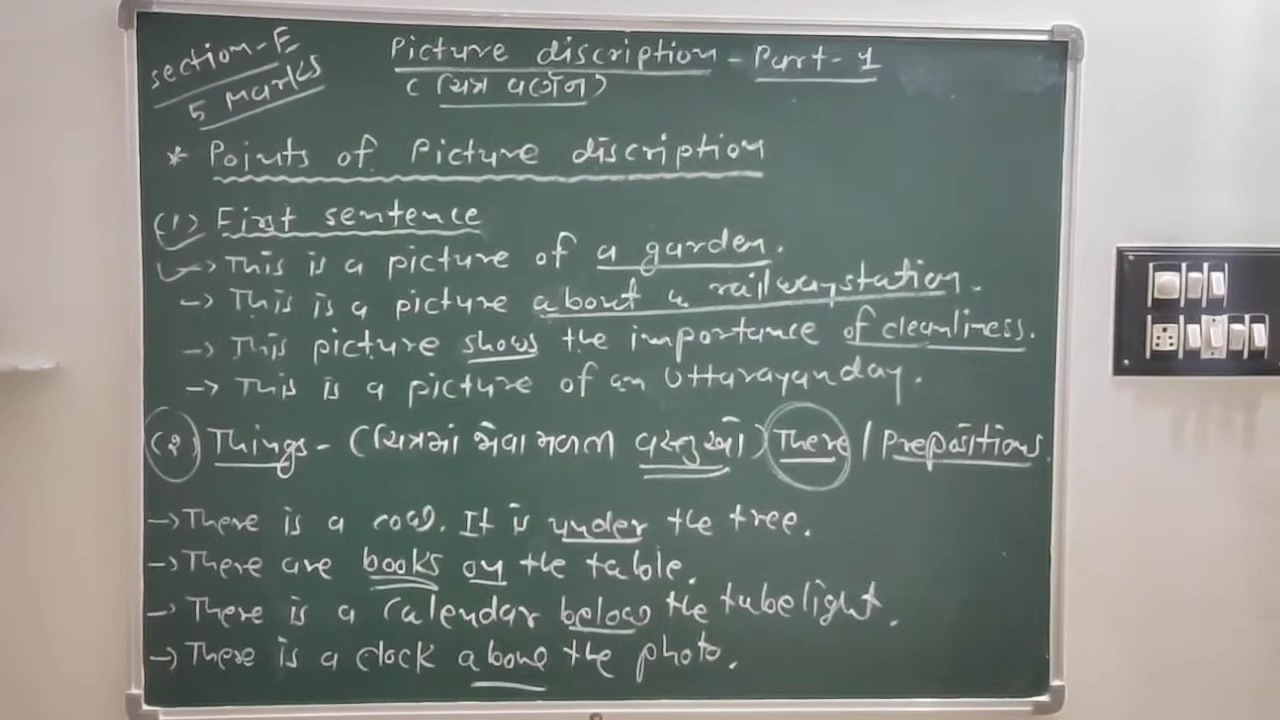 section-E
5 Marks
Picture discription - Part-1
(ચિત્ર વર્ણન)
* Points of Picture discription
(1) First sentence
-> This is a picture of a garden.
-> This is a picture about a railwaystation.
-> This picture shows the importance of cleanliness.
-> This is a picture of an Uttarayan day.
(2) Things - (ચિત્રમાં જોવા મળતી વસ્તુઓ) There / Prepositions.
-> There is a cow. It is under the tree.
-> There are books on the table.
-> There is a Calendar below the tubelight.
-> There is a clock above the photo.